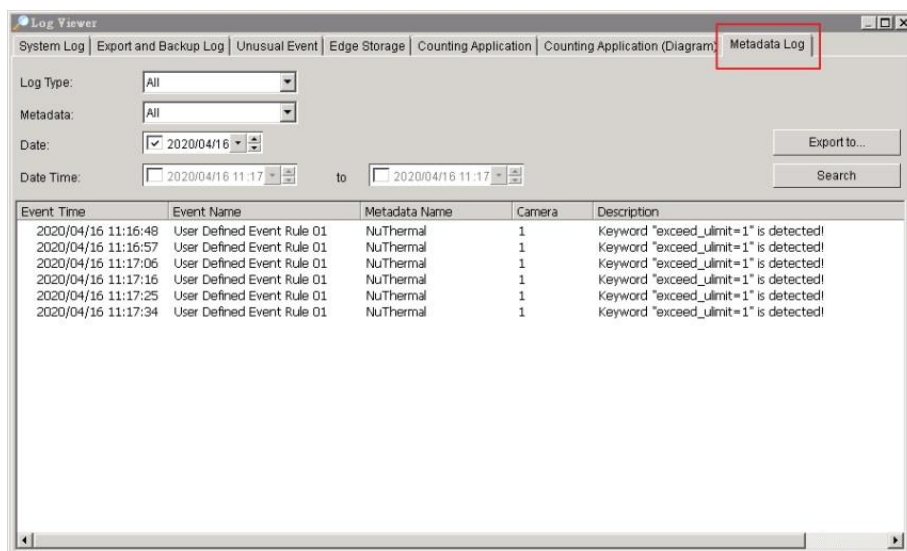 Log Viewer
System Log Export and Backup Log Unusual Event Edge Storage Counting Application Counting Application (Diagram) Metadata Log
Log Type: All
Metadata: All
Date: 2020/04/16 Export to...
Date Time: 2020/04/16 11:17 to 2020/04/16 11:17 Search
Event Time Event Name Metadata Name Camera Description
2020/04/16 11:16:48 User Defined Event Rule 01 NuThermal 1 Keyword "exceed_ulimit=1" is detected!
2020/04/16 11:16:57 User Defined Event Rule 01 NuThermal 1 Keyword "exceed_ulimit=1" is detected!
2020/04/16 11:17:06 User Defined Event Rule 01 NuThermal 1 Keyword "exceed_ulimit=1" is detected!
2020/04/16 11:17:16 User Defined Event Rule 01 NuThermal 1 Keyword "exceed_ulimit=1" is detected!
2020/04/16 11:17:25 User Defined Event Rule 01 NuThermal 1 Keyword "exceed_ulimit=1" is detected!
2020/04/16 11:17:34 User Defined Event Rule 01 NuThermal 1 Keyword "exceed_ulimit=1" is detected!